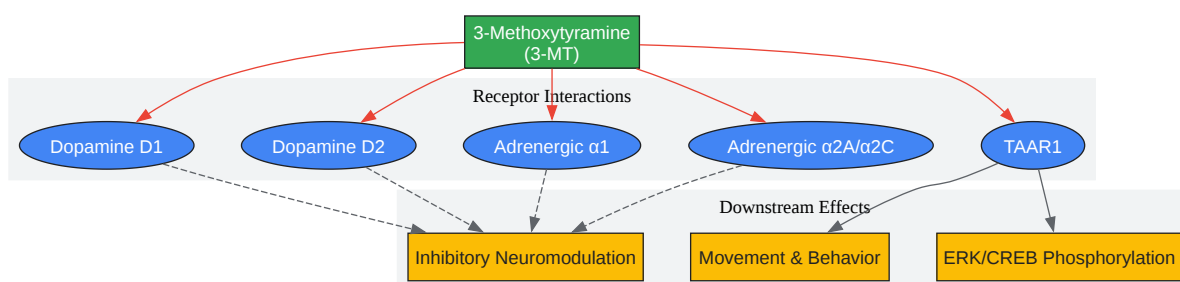 3-Methoxytyramine
(3-MT)
Receptor Interactions
Dopamine D1
Dopamine D2
Adrenergic α1
Adrenergic α2A/α2C
TAAR1
Downstream Effects
Inhibitory Neuromodulation
Movement & Behavior
ERK/CREB Phosphorylation